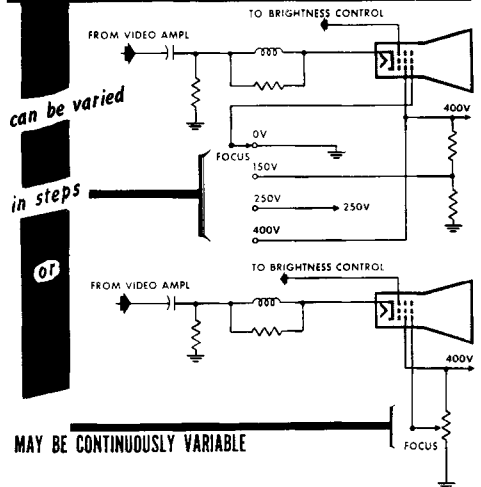 TO BRIGHTNESS CONTROL
FROM VIDEO AMPL
can be varied
400V
0V
FOCUS
150V
in steps
250V
250V
400V
or
TO BRIGHTNESS CONTROL
FROM VIDEO AMPL
400V
MAY BE CONTINUOUSLY VARIABLE
FOCUS